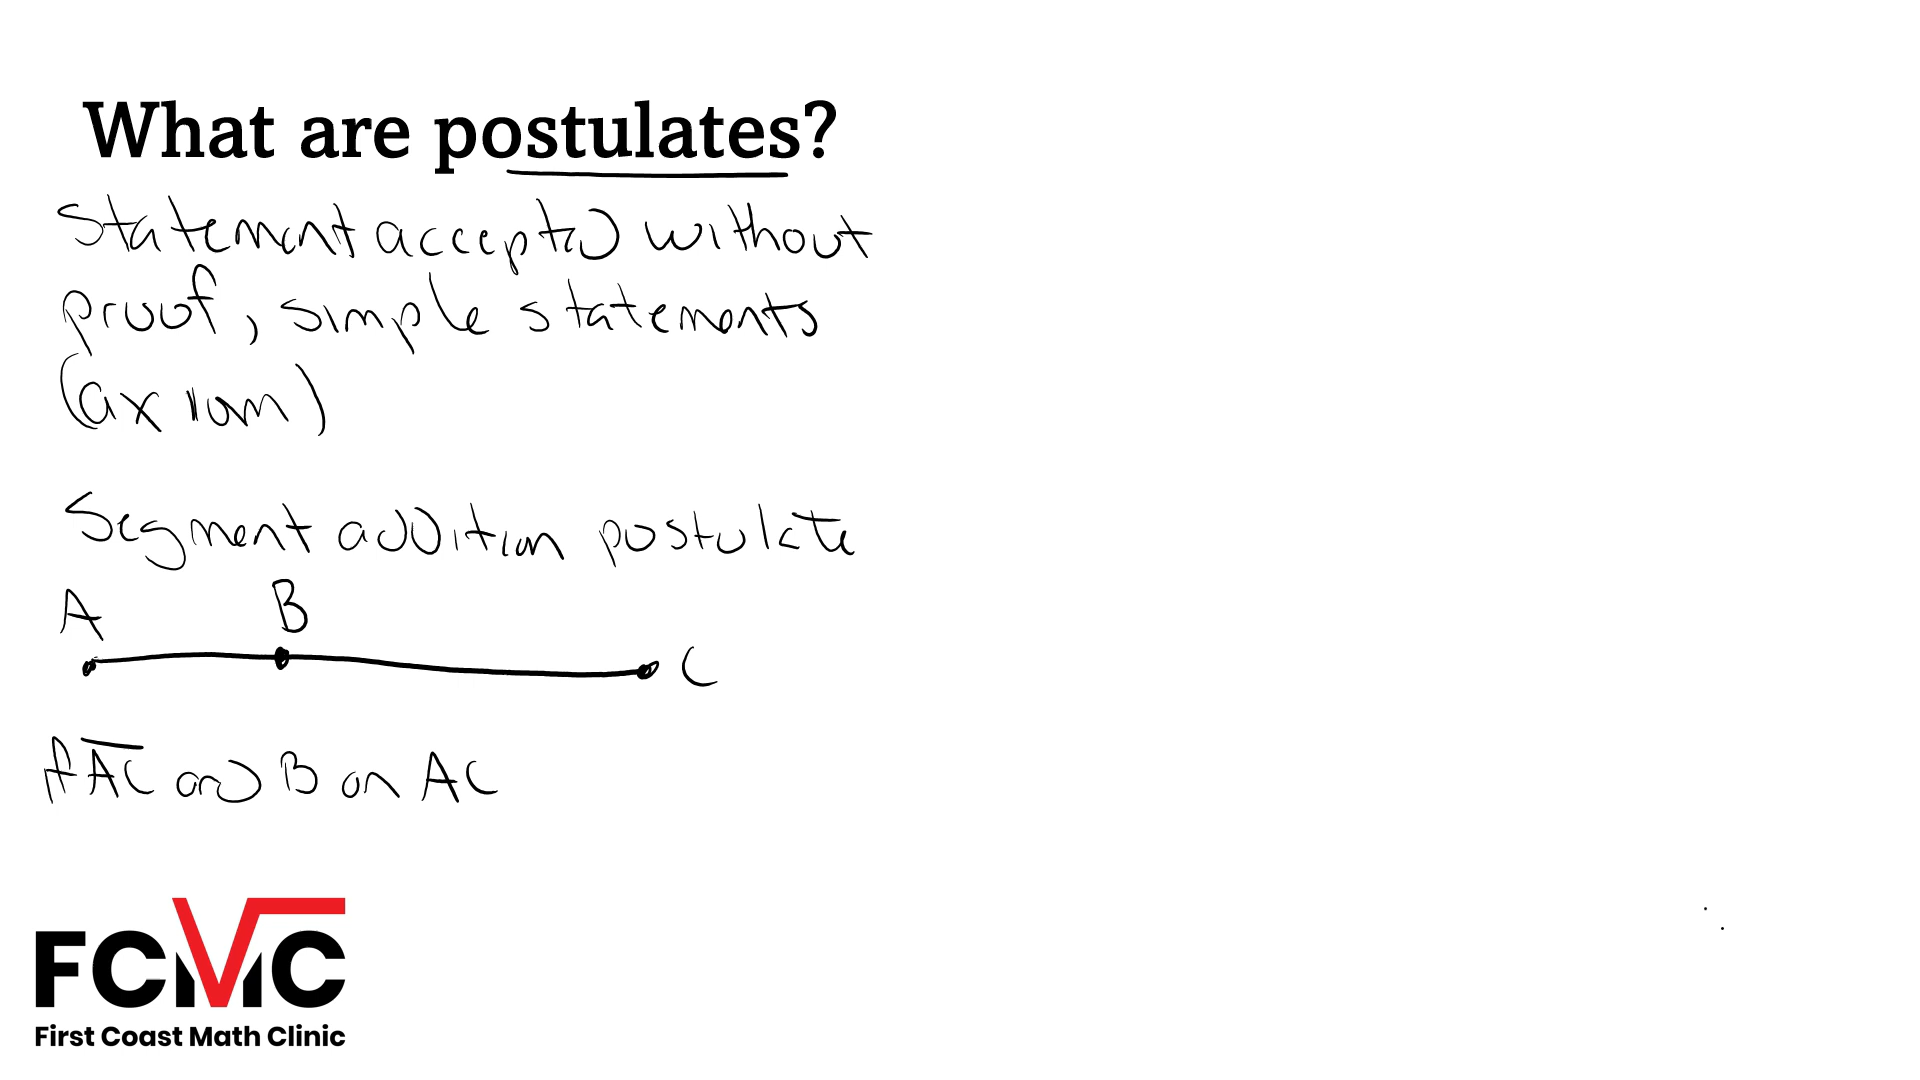 What are postulates?
Statement accepted without
proof, simple statements
(axiom)
Segment addition postulate
A B
C
if A̅C̅ and B on AC
FCMC
First Coast Math Clinic